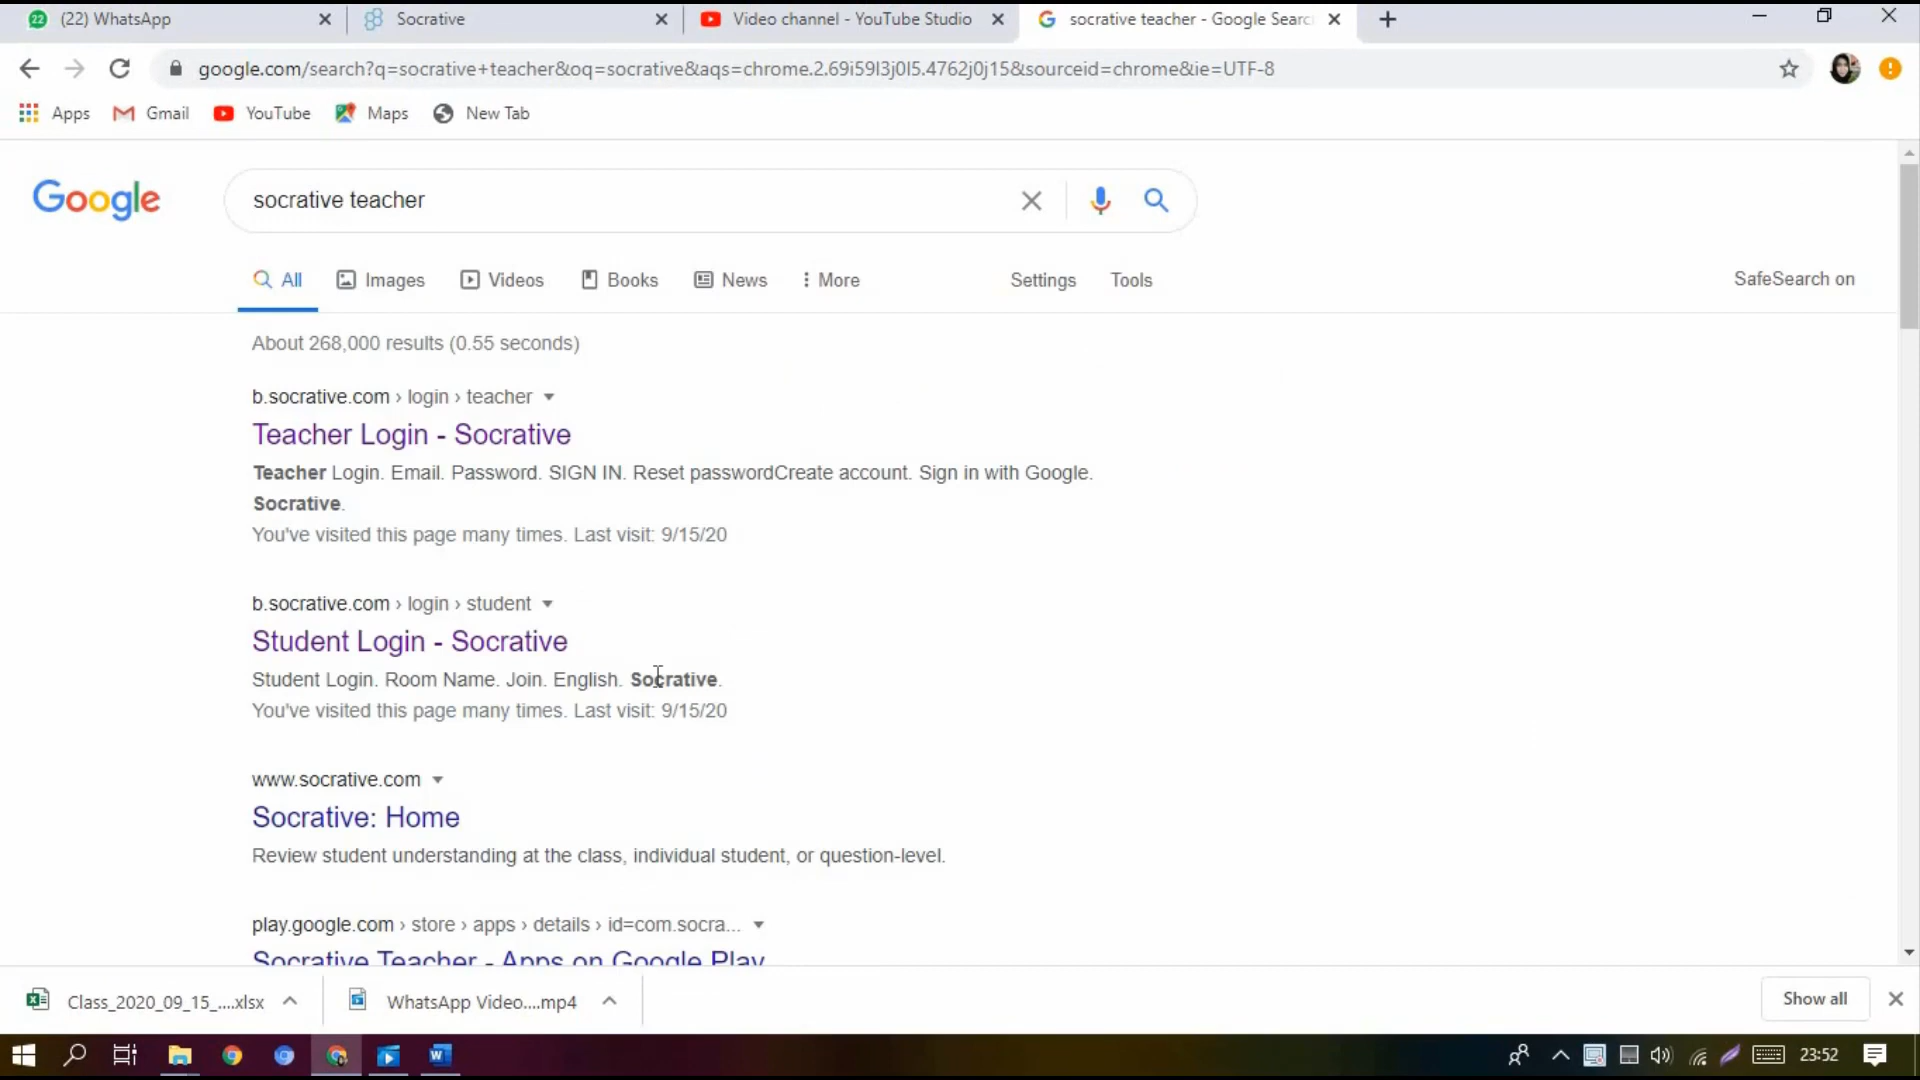 22 (22) WhatsApp
Socrative
Video channel - YouTube Studio
socrative teacher - Google Searc
google.com/search?q=socrative+teacher&oq=socrative&aqs=chrome.2.69i59l3j0l5.4762j0j15&sourceid=chrome&ie=UTF-8
Apps
Gmail
YouTube
Maps
New Tab
Google
socrative teacher
All
Images
Videos
Books
News
More
Settings
Tools
SafeSearch on
About 268,000 results (0.55 seconds)
b.socrative.com › login › teacher
Teacher Login - Socrative
Teacher Login. Email. Password. SIGN IN. Reset passwordCreate account. Sign in with Google.
Socrative.
You've visited this page many times. Last visit: 9/15/20
b.socrative.com › login › student
Student Login - Socrative
Student Login. Room Name. Join. English. Socrative.
You've visited this page many times. Last visit: 9/15/20
www.socrative.com
Socrative: Home
Review student understanding at the class, individual student, or question-level.
play.google.com › store › apps › details › id=com.socra...
Socrative Teacher - Apps on Google Play
Class_2020_09_15_....xlsx
WhatsApp Video....mp4
Show all
23:52